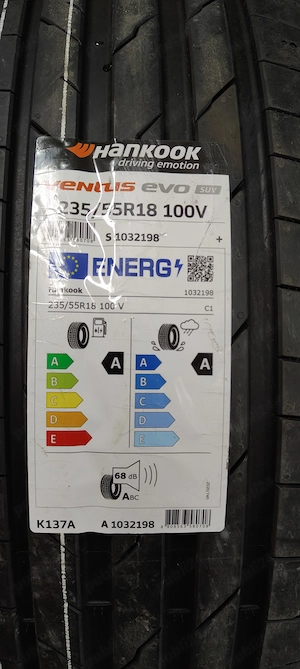 HANKOOK
driving emotion
VENTUS evo SUV
235/55R18 100V
S 1032198 +
ENERG
Hankook 1032198
235/55R18 100 V C1
A A A A
B B
C C
D D
E E
68 dB
ABC
K137A A 1032198